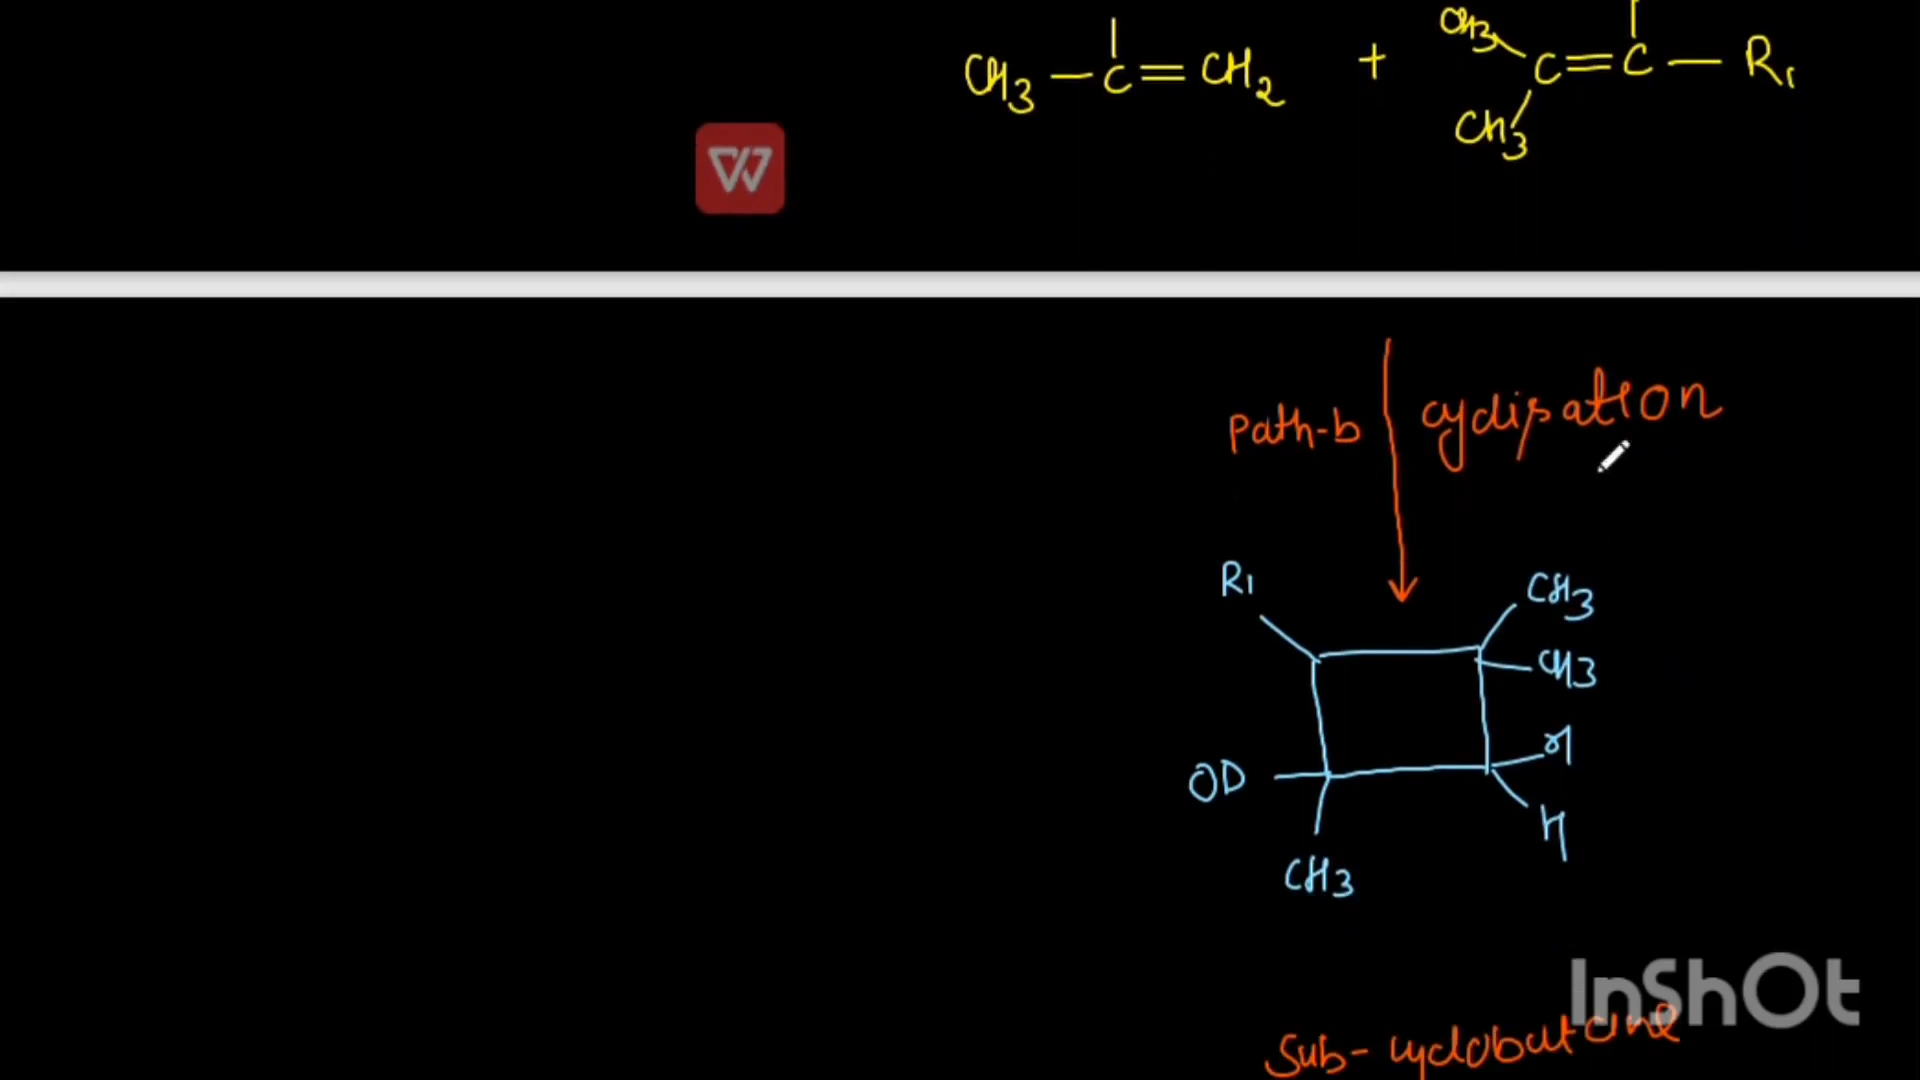 CH3 — C = CH2 + CH3 C = C — R1
CH3
Path-b cyclisation
R1 CH3
CH3
H
OD
H
CH3
InShOt
Sub- cyclobutane